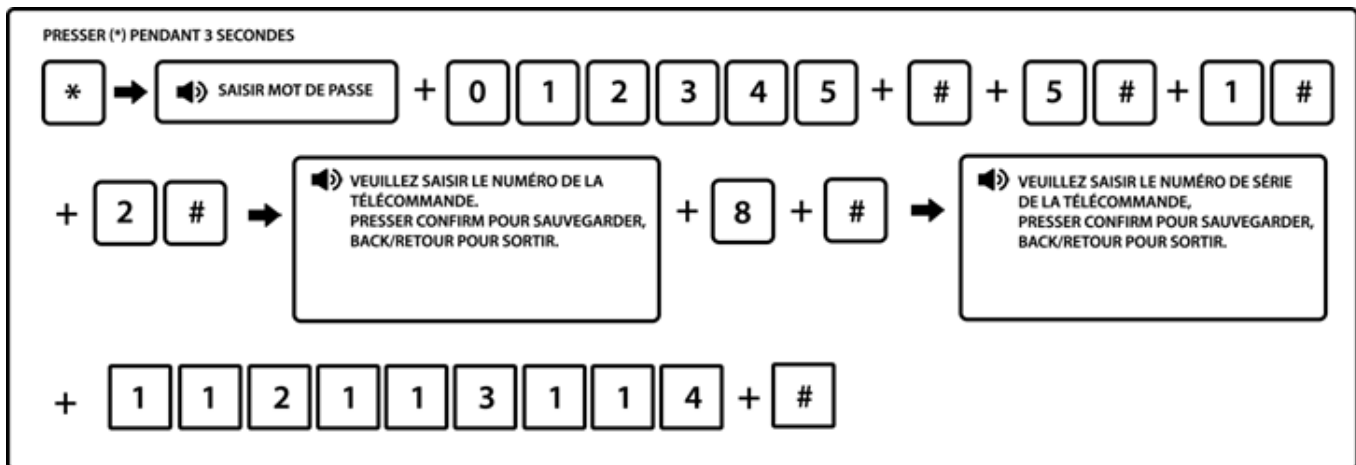 PRESSER (*) PENDANT 3 SECONDES
* SAISIR MOT DE PASSE + 0 1 2 3 4 5 + # + 5 # + 1 #
+ 2 # VEUILLEZ SAISIR LE NUMÉRO DE LA
TÉLÉCOMMANDE.
PRESSER CONFIRM POUR SAUVEGARDER,
BACK/RETOUR POUR SORTIR.
+ 8 + # VEUILLEZ SAISIR LE NUMÉRO DE SÉRIE
DE LA TÉLÉCOMMANDE,
PRESSER CONFIRM POUR SAUVEGARDER,
BACK/RETOUR POUR SORTIR.
+ 1 1 2 1 1 3 1 1 4 + #